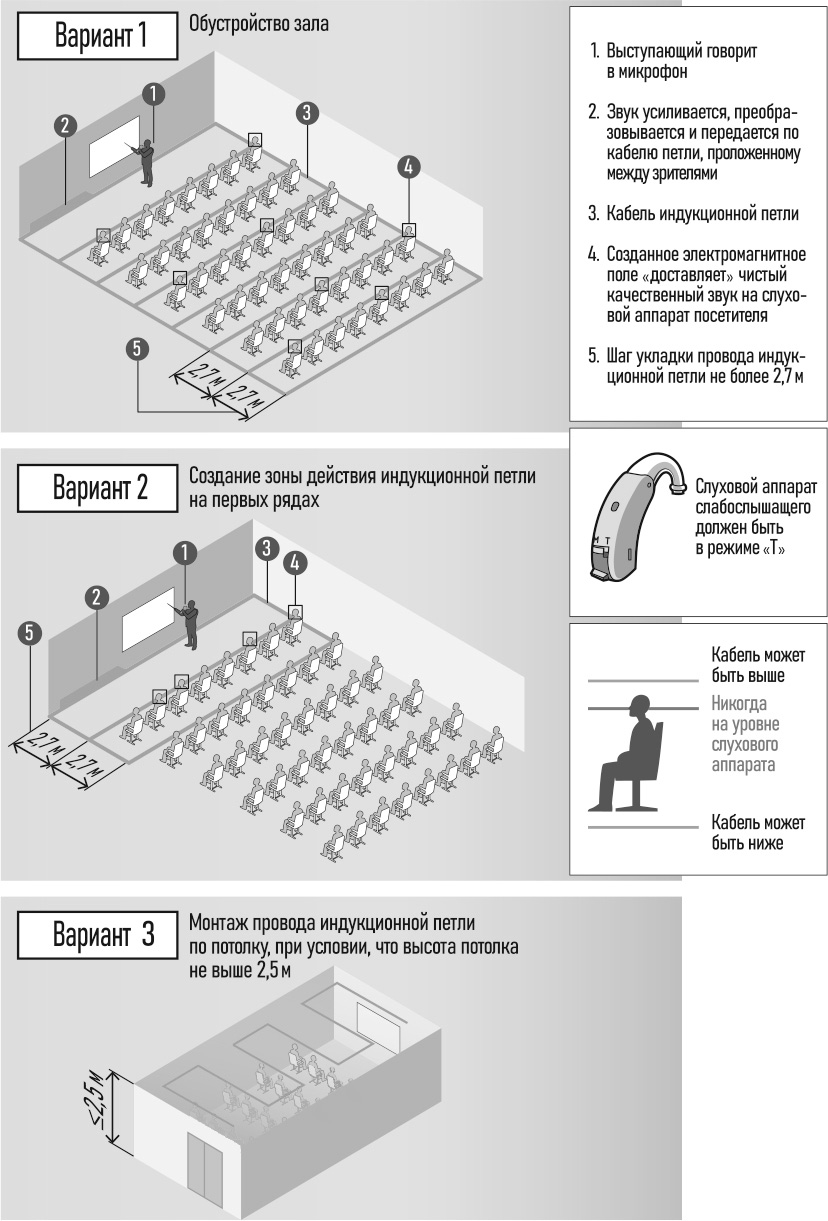 Вариант 1
Обустройство зала
1
2
3
4
5
2,7 м
2,7 м
1. Выступающий говорит
в микрофон
2. Звук усиливается, преобра-
зовывается и передается по
кабелю петли, проложенному
между зрителями
3. Кабель индукционной петли
4. Созданное электромагнитное
поле «доставляет» чистый
качественный звук на слухо-
вой аппарат посетителя
5. Шаг укладки провода индук-
ционной петли не более 2,7 м
М Т
Слуховой аппарат
слабослышащего
должен быть
в режиме «Т»
Вариант 2
Создание зоны действия индукционной петли
на первых рядах
1
2
3
4
5
2,7 м
2,7 м
Кабель может
быть выше
Никогда
на уровне
слухового
аппарата
Кабель может
быть ниже
Вариант 3
Монтаж провода индукционной петли
по потолку, при условии, что высота потолка
не выше 2,5 м
≤2,5 м